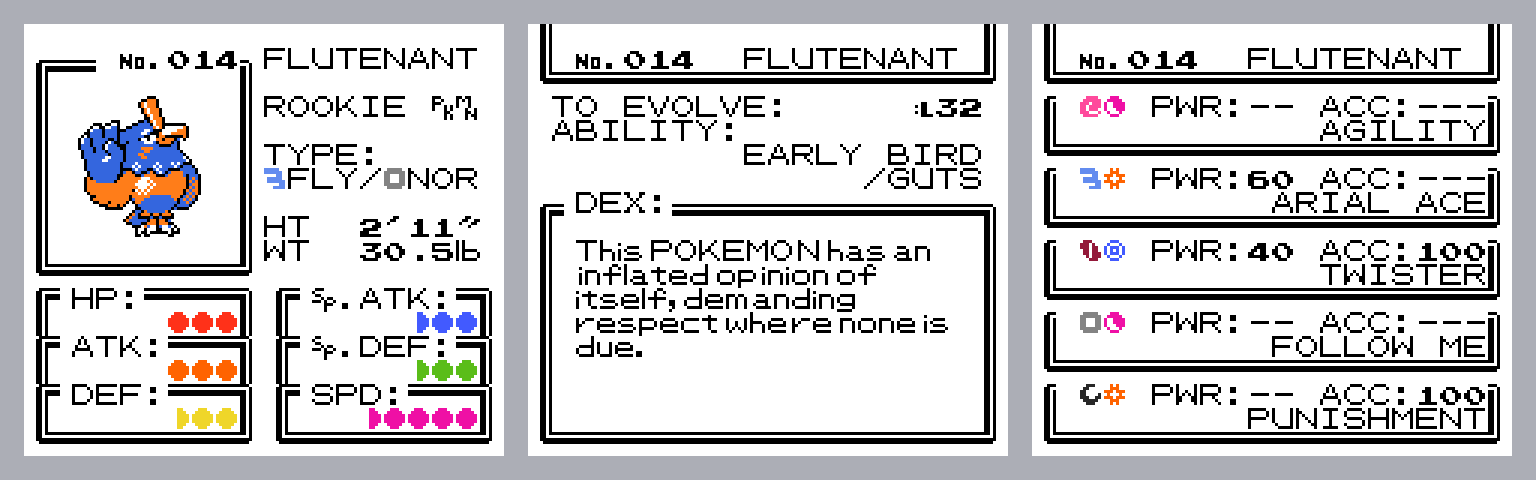 No. 014 FLUTENANT
ROOKIE PKMN
TYPE:
FLY/NOR
HT 2'11"
WT 30.5lb
HP:
ATK:
DEF:
Sp. ATK:
Sp. DEF:
SPD:
No. 014 FLUTENANT
TO EVOLVE: :L32
ABILITY:
EARLY BIRD
/GUTS
DEX:
This POKEMON has an
inflated opinion of
itself, demanding
respect where none is
due.
No. 014 FLUTENANT
PWR:-- ACC:---
AGILITY
PWR:60 ACC:---
ARIAL ACE
PWR:40 ACC:100
TWISTER
PWR:-- ACC:---
FOLLOW ME
PWR:-- ACC:100
PUNISHMENT